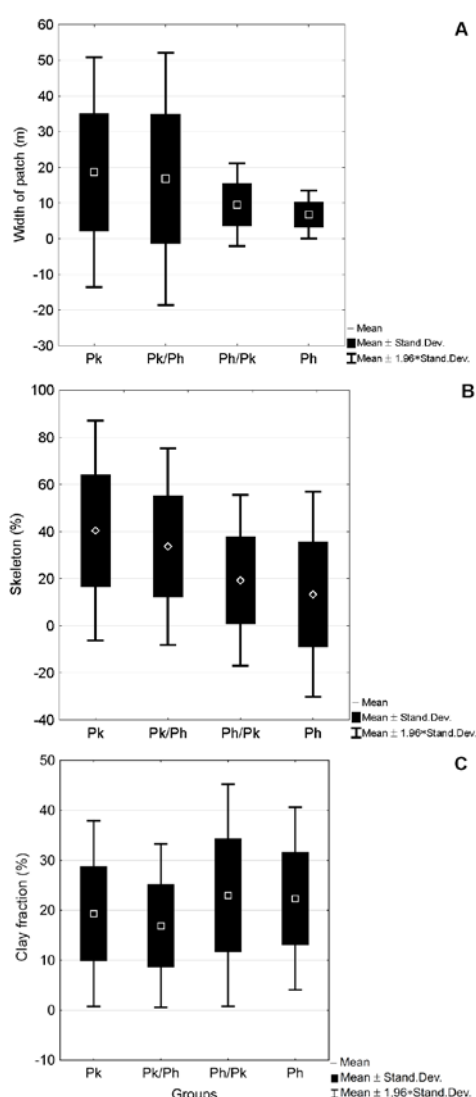 A
60
50
40
30
20
10
0
-10
-20
-30
Width of patch (m)
Pk Pk/Ph Ph/Pk Ph
Mean
Mean ± Stand.Dev.
Mean ± 1.96*Stand.Dev.
B
100
80
60
40
20
0
-20
-40
Skeleton (%)
Pk Pk/Ph Ph/Pk Ph
Mean
Mean ± Stand.Dev.
Mean ± 1.96*Stand.Dev.
C
50
40
30
20
10
0
-10
Clay fraction (%)
Pk Pk/Ph Ph/Pk Ph
Groups
Mean
Mean ± Stand.Dev.
Mean ± 1.96*Stand.Dev.